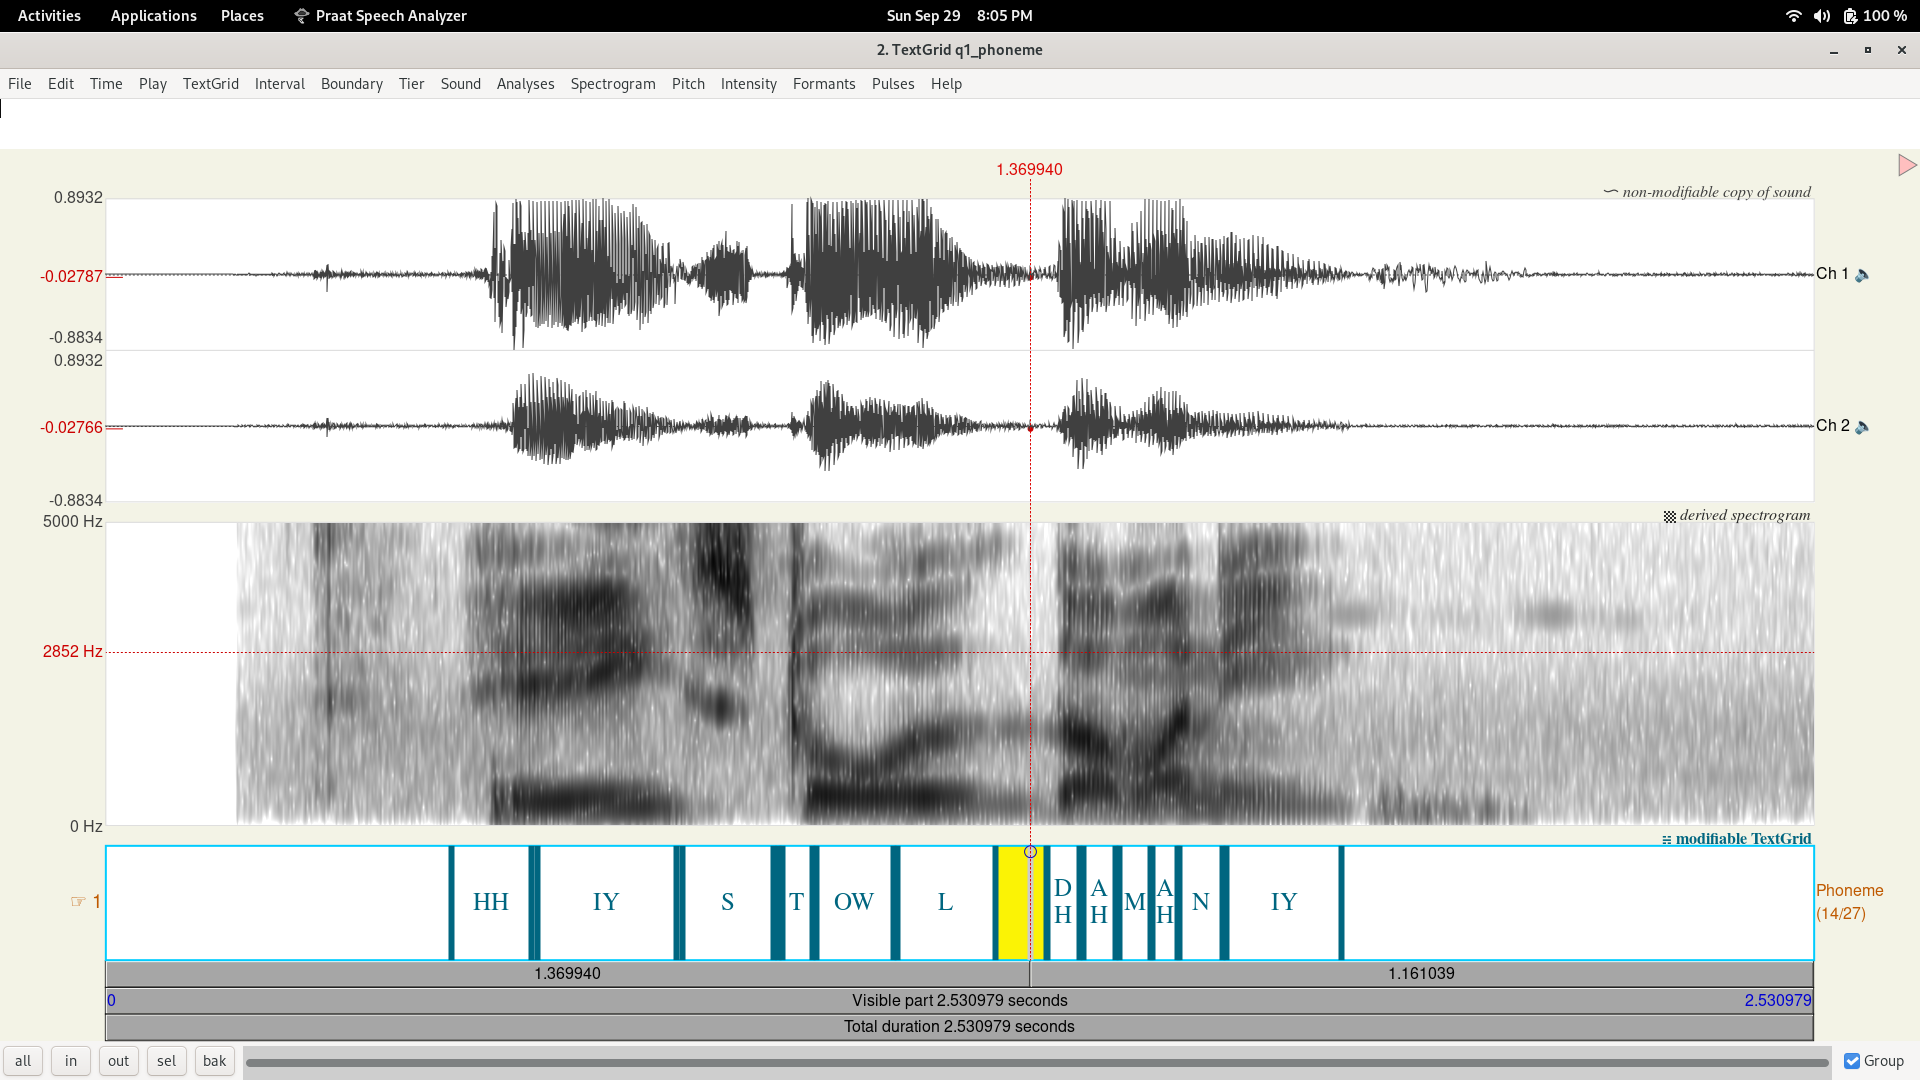 Activities Applications Places Praat Speech Analyzer Sun Sep 29 8:05 PM 100 %
2. TextGrid q1_phoneme
File Edit Time Play TextGrid Interval Boundary Tier Sound Analyses Spectrogram Pitch Intensity Formants Pulses Help
1.369940
0.8932 non-modifiable copy of sound
-0.02787 Ch 1
-0.8834
0.8932
-0.02766 Ch 2
-0.8834
5000 Hz derived spectrogram
2852 Hz
0 Hz
modifiable TextGrid
1 HH IY S T OW L DH AH M AH N IY Phoneme
(14/27)
1.369940 1.161039
0 Visible part 2.530979 seconds 2.530979
Total duration 2.530979 seconds
all in out sel bak Group